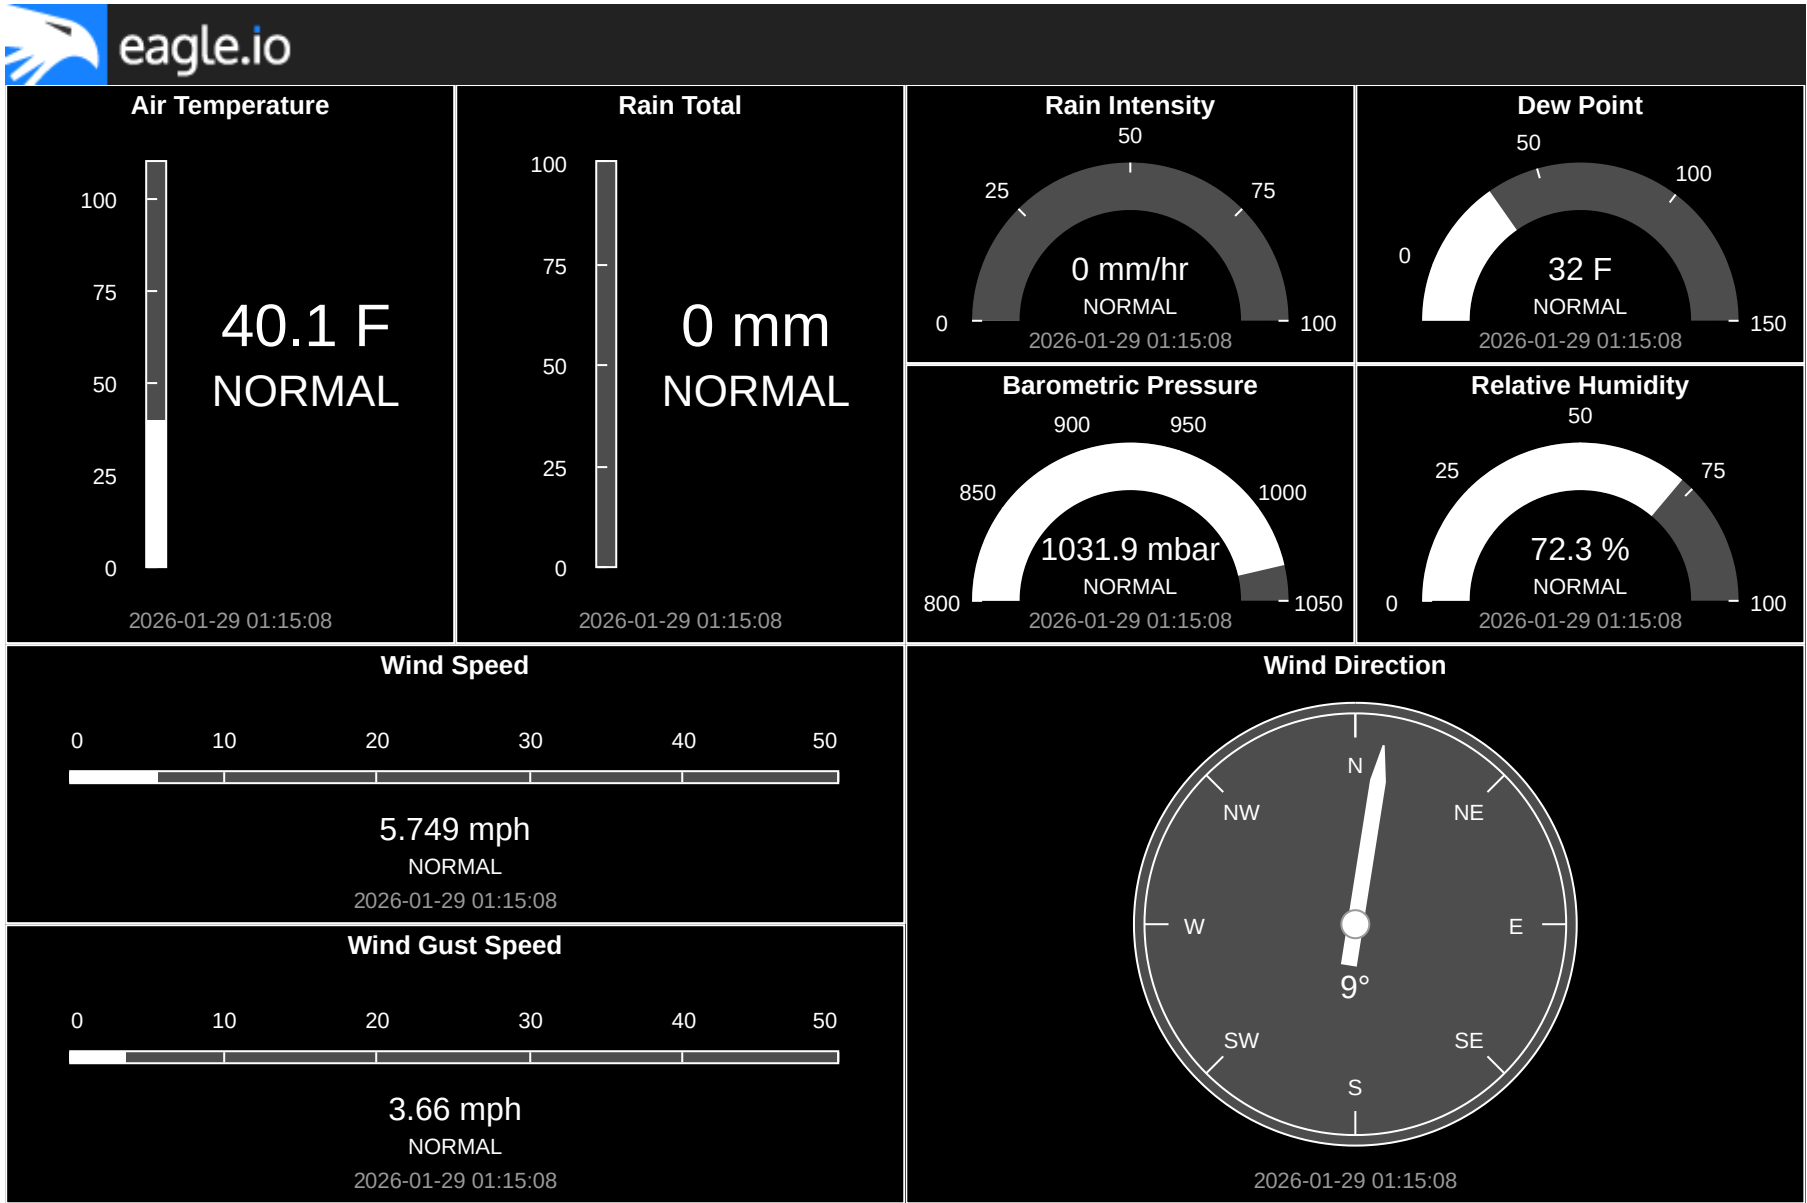 eagle.io
Air Temperature
100
75
50
25
0
40.1 F
NORMAL
2026-01-29 01:15:08
Rain Total
100
75
50
25
0
0 mm
NORMAL
2026-01-29 01:15:08
Rain Intensity
0
25
50
75
100
0 mm/hr
NORMAL
2026-01-29 01:15:08
Dew Point
0
50
100
150
32 F
NORMAL
2026-01-29 01:15:08
Barometric Pressure
800
850
900
950
1000
1050
1031.9 mbar
NORMAL
2026-01-29 01:15:08
Relative Humidity
0
25
50
75
100
72.3 %
NORMAL
2026-01-29 01:15:08
Wind Speed
0 10 20 30 40 50
5.749 mph
NORMAL
2026-01-29 01:15:08
Wind Gust Speed
0 10 20 30 40 50
3.66 mph
NORMAL
2026-01-29 01:15:08
Wind Direction
N
NW NE
W E
9°
SW SE
S
2026-01-29 01:15:08